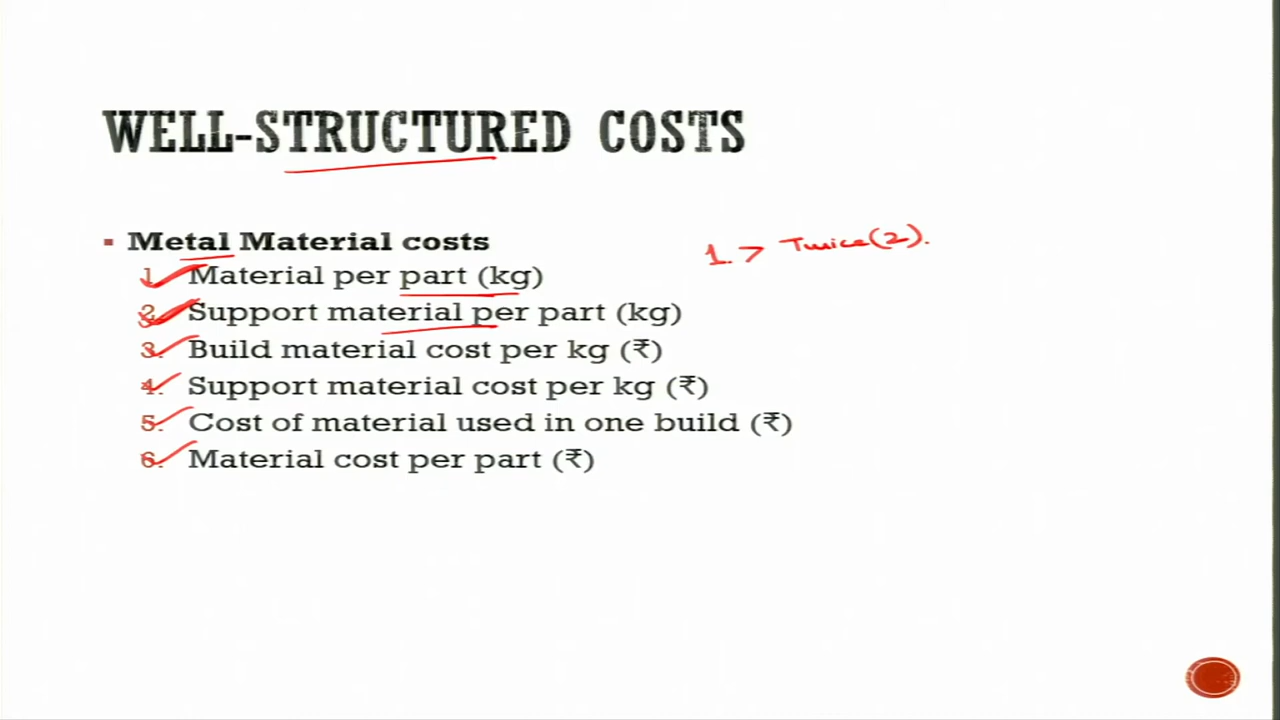 WELL-STRUCTURED COSTS
▪ Metal Material costs
1. > Twice(2).
1. Material per part (kg)
2. Support material per part (kg)
3. Build material cost per kg (₹)
4. Support material cost per kg (₹)
5. Cost of material used in one build (₹)
6. Material cost per part (₹)